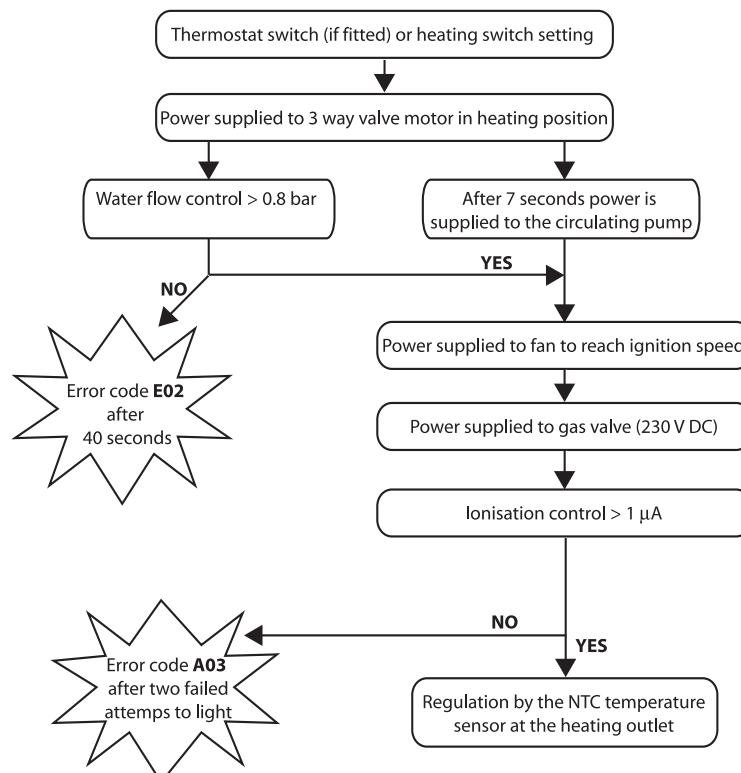 Thermostat switch (if fitted) or heating switch setting
Power supplied to 3 way valve motor in heating position
Water flow control > 0.8 bar
After 7 seconds power is
supplied to the circulating pump
YES
NO
Power supplied to fan to reach ignition speed
Error code E02
after
40 seconds
Power supplied to gas valve (230 V DC)
Ionisation control > 1 µA
NO
YES
Error code A03
after two failed
attemps to light
Regulation by the NTC temperature
sensor at the heating outlet